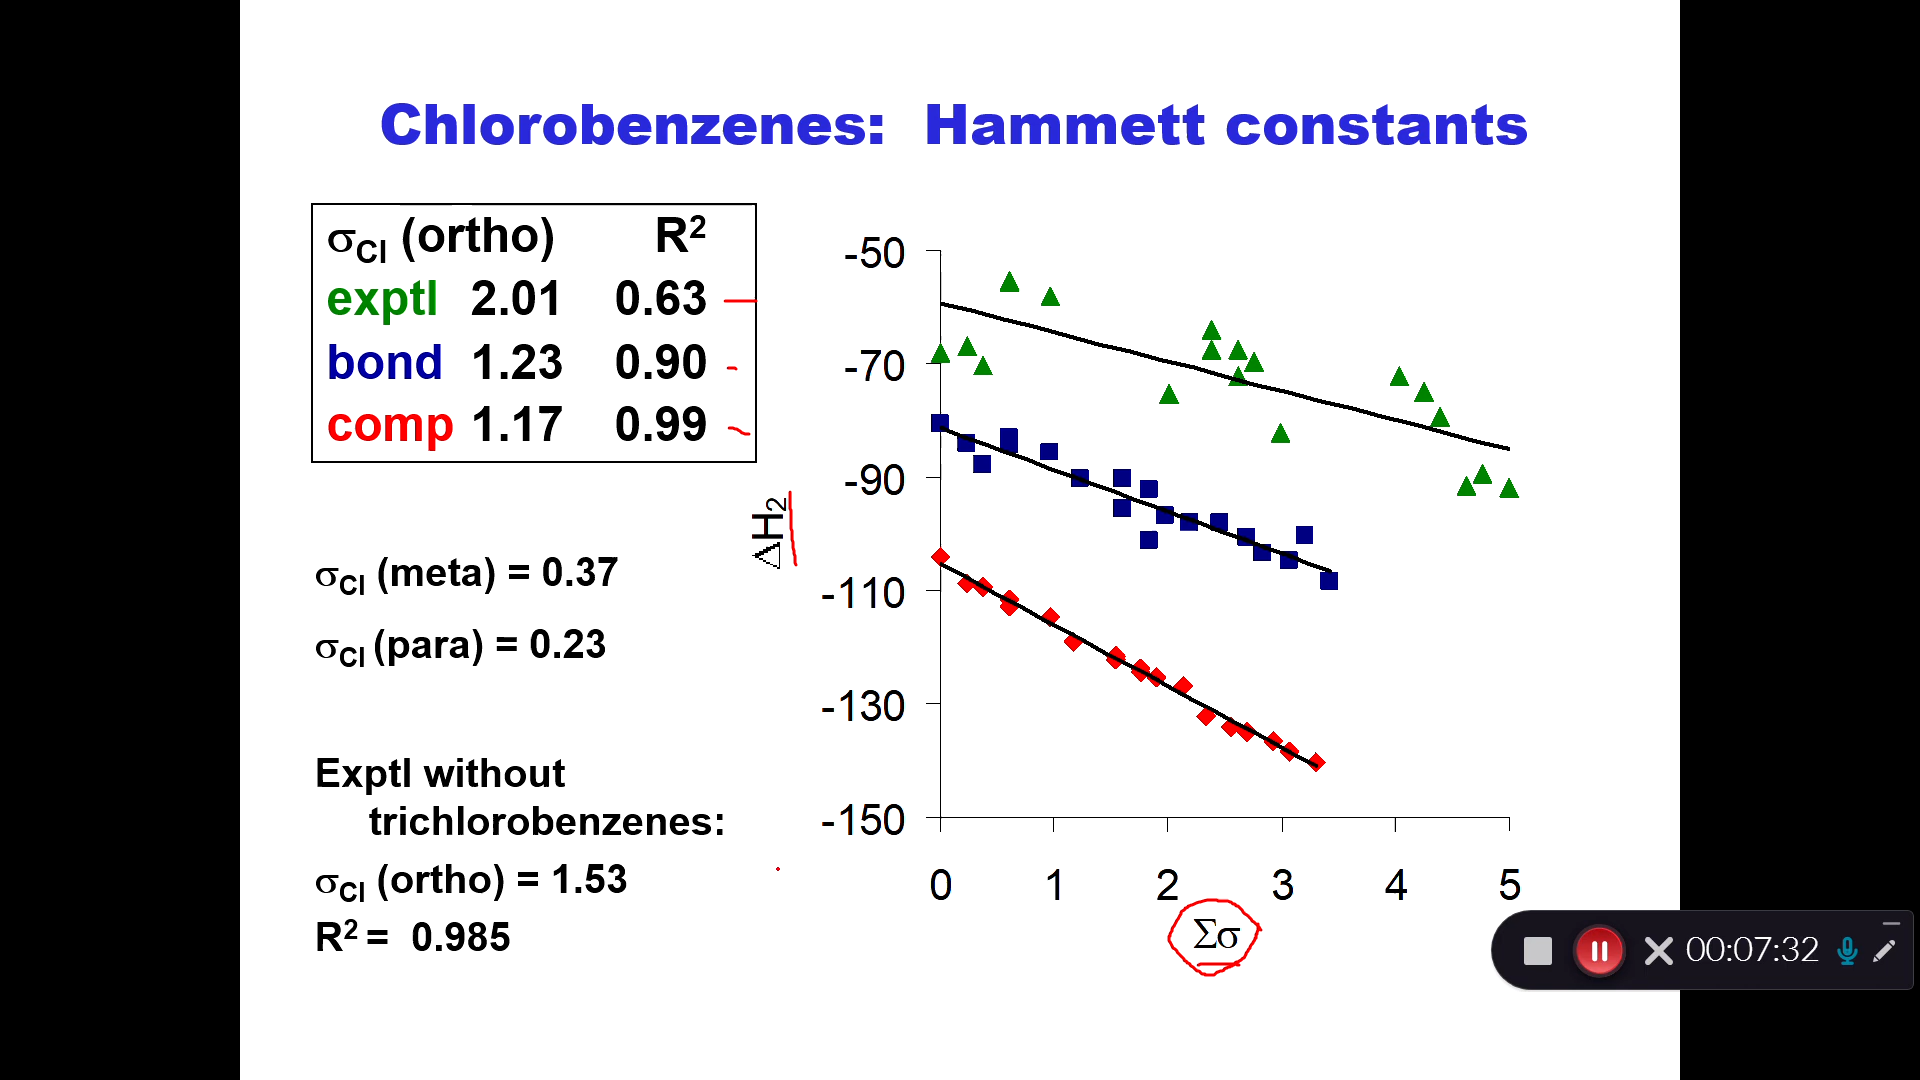 Chlorobenzenes: Hammett constants
σCl (ortho) R²
exptl 2.01 0.63
bond 1.23 0.90
comp 1.17 0.99
σCl (meta) = 0.37
σCl (para) = 0.23
Exptl without
trichlorobenzenes:
σCl (ortho) = 1.53
R² = 0.985
ΔH₂
-50
-70
-90
-110
-130
-150
0 1 2 3 4 5
Σσ
00:07:32